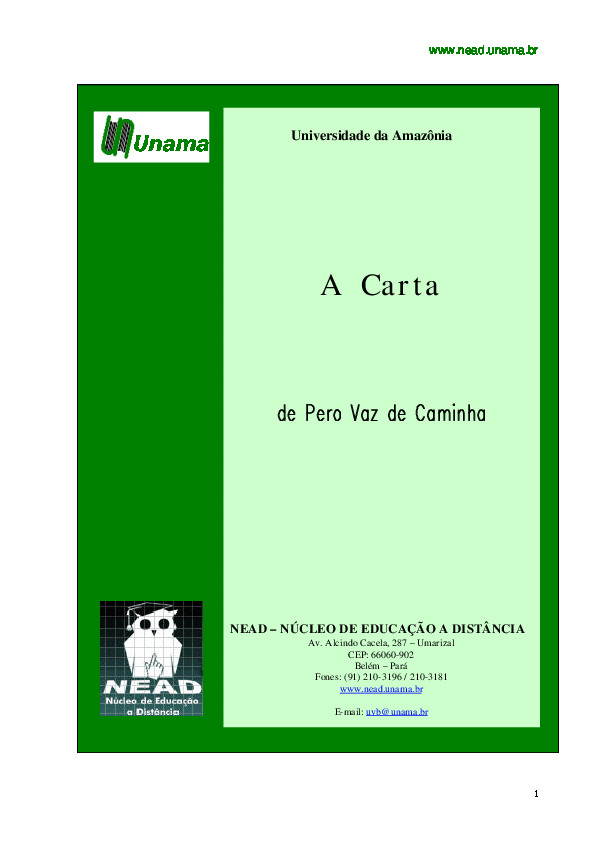 www.nead.unama.br
Unama
Universidade da Amazônia
A Carta
de Pero Vaz de Caminha
NEAD
Núcleo de Educação
a Distância
NEAD – NÚCLEO DE EDUCAÇÃO A DISTÂNCIA
Av. Alcindo Cacela, 287 – Umarizal
CEP: 66060-902
Belém – Pará
Fones: (91) 210-3196 / 210-3181
www.nead.unama.br
E-mail: uvb@unama.br
1